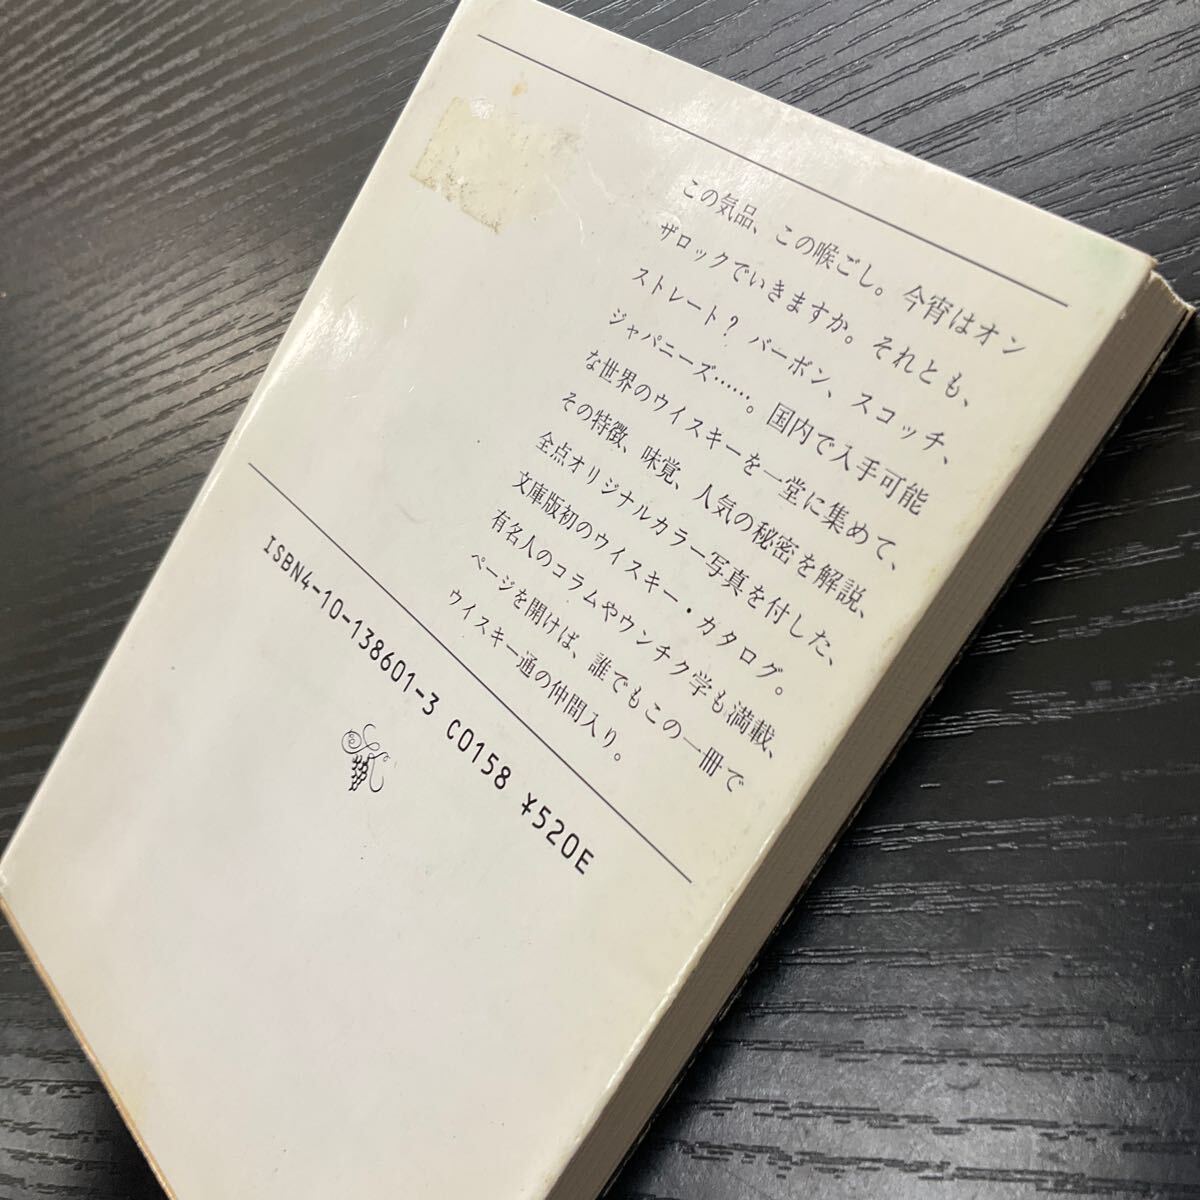 この気品、この喉ごし。今宵はオン
ザロックでいきますか。それとも、
ストレート？ バーボン、スコッチ、
ジャパニーズ……。国内で入手可能
な世界のウイスキーを一堂に集めて、
その特徴、味覚、人気の秘密を解説、
全点オリジナルカラー写真を付した、
文庫版初のウイスキー・カタログ。
有名人のコラムやウンチク学も満載、
ページを開けば、誰でもこの一冊で
ウイスキー通の仲間入り。
ISBN4-10-138601-3 C0158 ¥520E